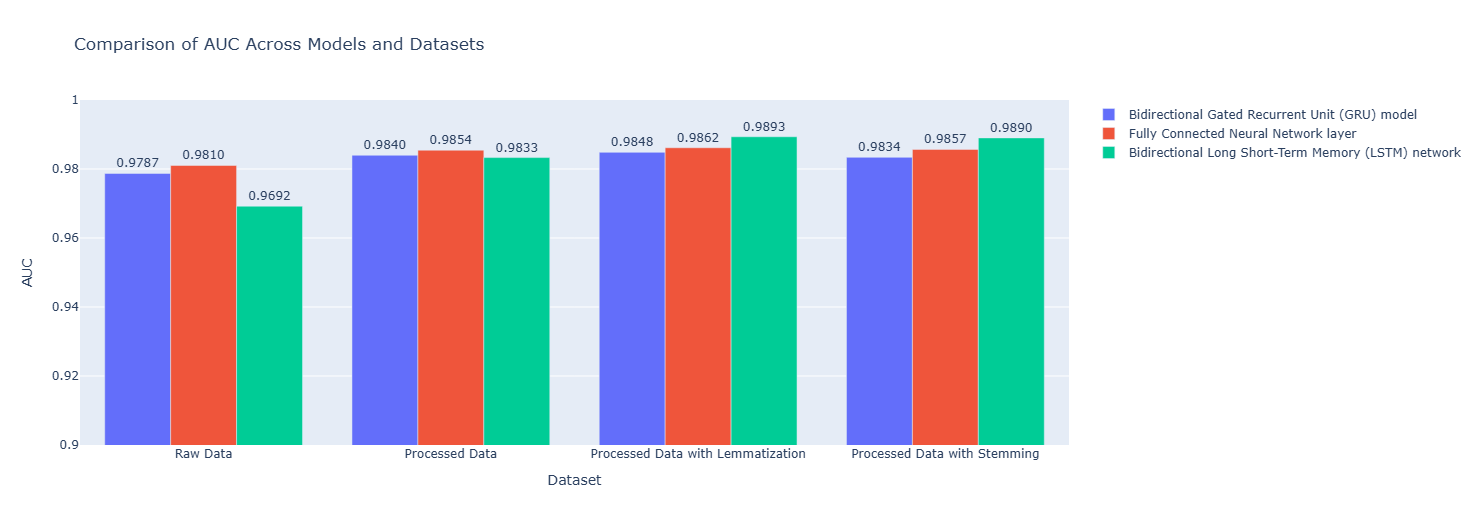 Comparison of AUC Across Models and Datasets
1
0.98
0.96
0.94
0.92
0.9
AUC
0.9787
0.9810
0.9692
0.9840
0.9854
0.9833
0.9848
0.9862
0.9893
0.9834
0.9857
0.9890
Raw Data
Processed Data
Processed Data with Lemmatization
Processed Data with Stemming
Dataset
Bidirectional Gated Recurrent Unit (GRU) model
Fully Connected Neural Network layer
Bidirectional Long Short-Term Memory (LSTM) network